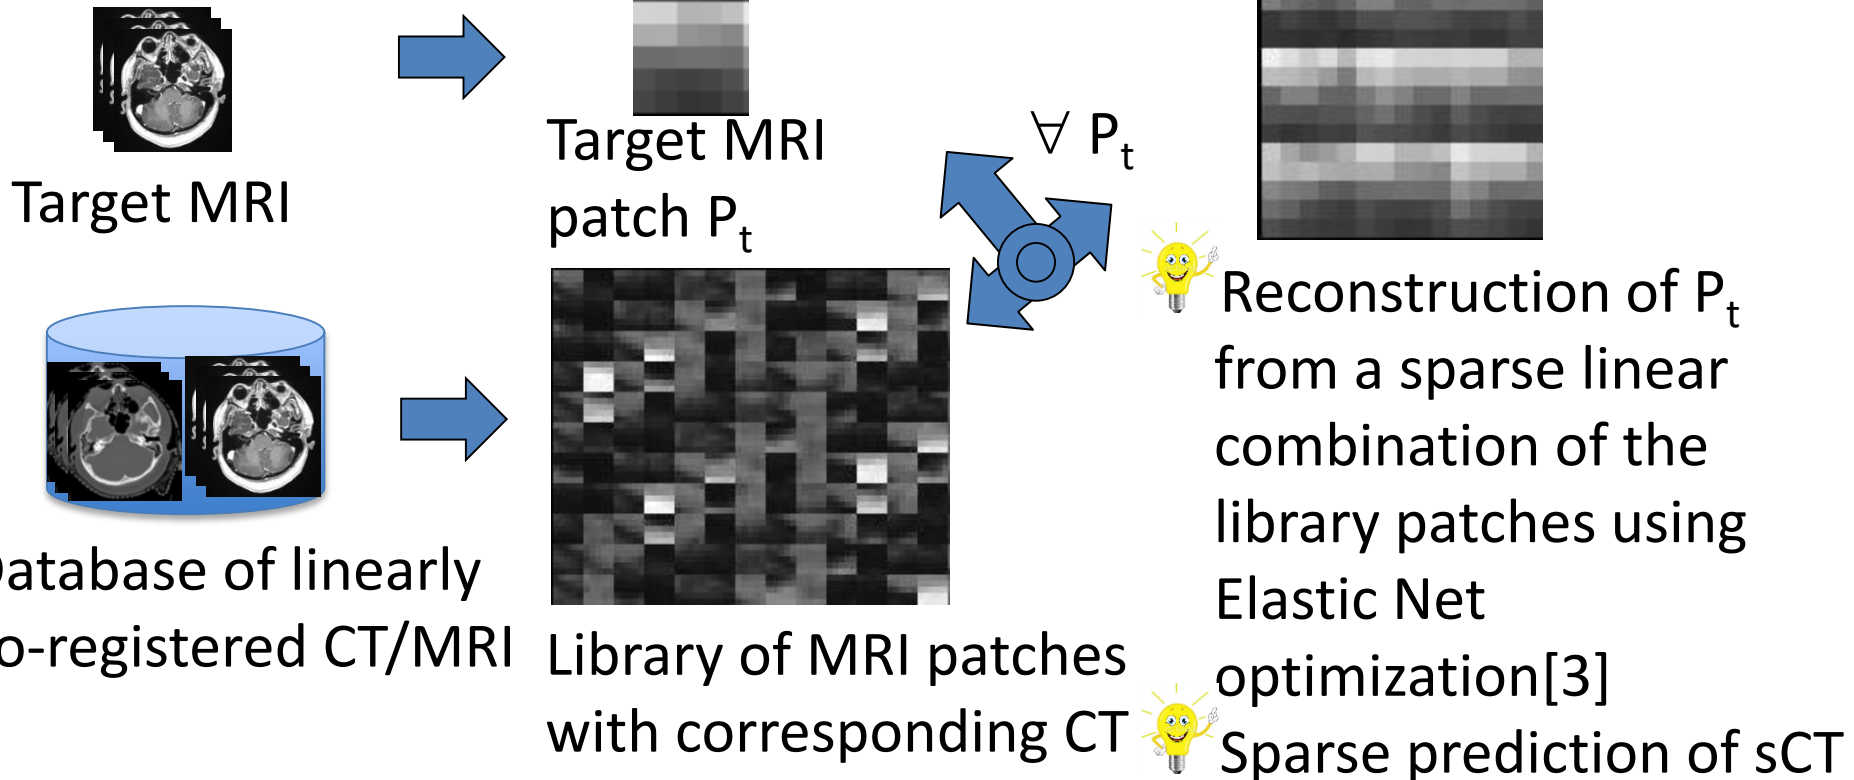 Target MRI
Target MRI
patch Pt
∀ Pt
Database of linearly
co-registered CT/MRI
Library of MRI patches
with corresponding CT
Reconstruction of Pt
from a sparse linear
combination of the
library patches using
Elastic Net
optimization[3]
Sparse prediction of sCT